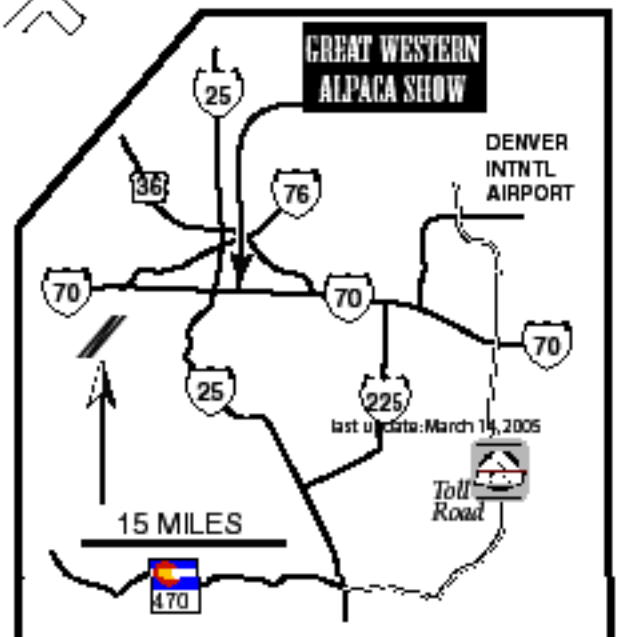 GREAT WESTERN
ALPACA SHOW
25
DENVER
INTNTL
AIRPORT
36
76
70
70
70
25
225
last update:March 14,2005
Toll
Road
15 MILES
470